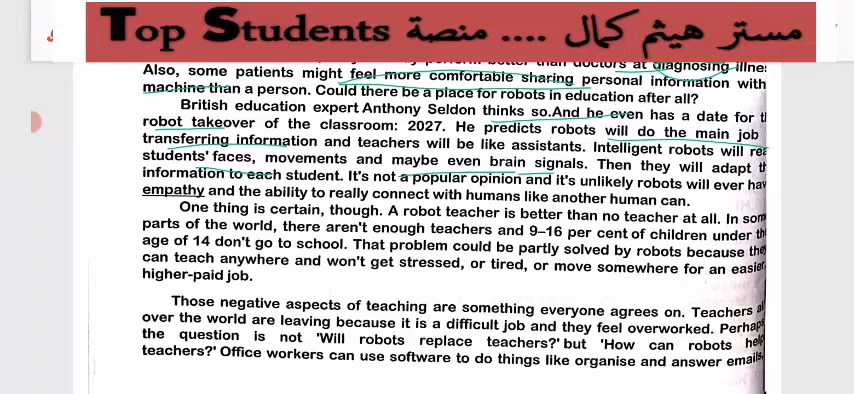 Top Students مستر هيثم كمال .... منصة
doctors at diagnosing illnes
Also, some patients might feel more comfortable sharing personal information with
machine than a person. Could there be a place for robots in education after all?
British education expert Anthony Seldon thinks so.And he even has a date for t
robot takeover of the classroom: 2027. He predicts robots will do the main job
transferring information and teachers will be like assistants. Intelligent robots will rea
students' faces, movements and maybe even brain signals. Then they will adapt th
information to each student. It's not a popular opinion and it's unlikely robots will ever hav
empathy and the ability to really connect with humans like another human can.
One thing is certain, though. A robot teacher is better than no teacher at all. In som
parts of the world, there aren't enough teachers and 9–16 per cent of children under the
age of 14 don't go to school. That problem could be partly solved by robots because they
can teach anywhere and won't get stressed, or tired, or move somewhere for an easier,
higher-paid job.
Those negative aspects of teaching are something everyone agrees on. Teachers all
over the world are leaving because it is a difficult job and they feel overworked. Perhaps
the question is not 'Will robots replace teachers?' but 'How can robots help
teachers?' Office workers can use software to do things like organise and answer emails,